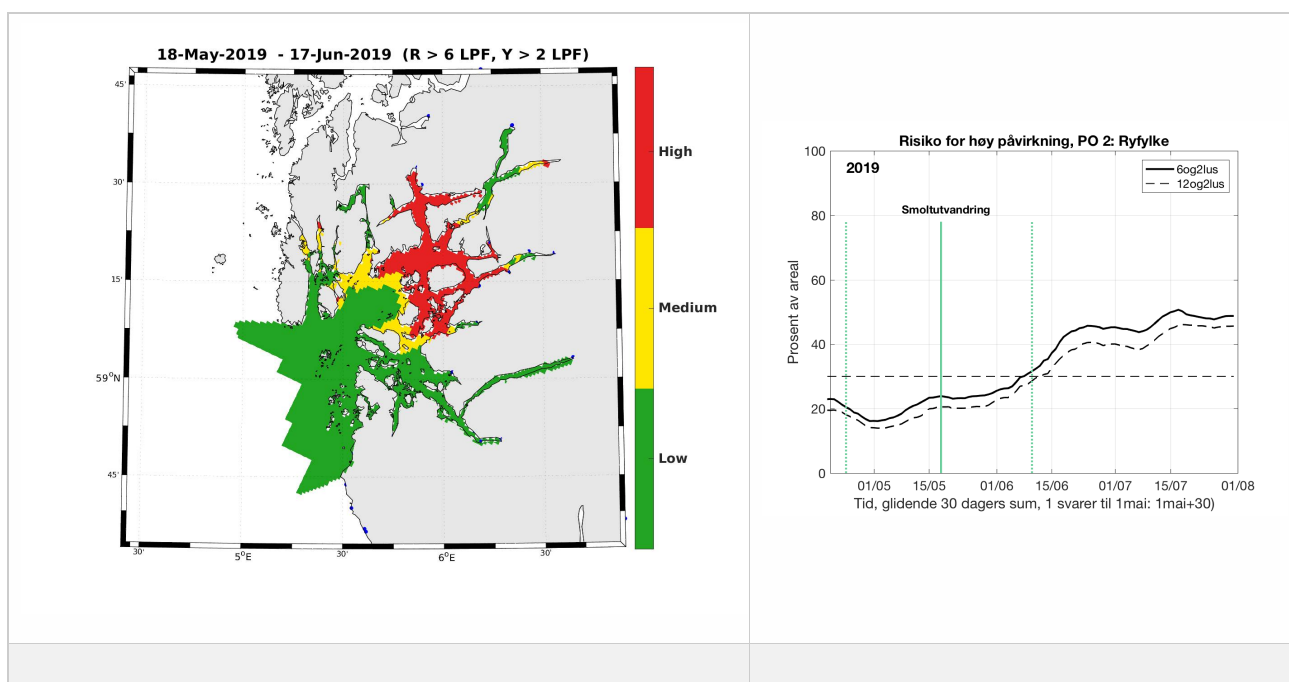 18-May-2019 - 17-Jun-2019 (R > 6 LPF, Y > 2 LPF)
45'
30'
15'
59°N
45'
30'
5°E
30'
6°E
30'
High
Medium
Low
Risiko for høy påvirkning, PO 2: Ryfylke
2019
6og2lus
12og2lus
Smoltutvandring
Prosent av areal
100
80
60
40
20
0
01/05 15/05 01/06 15/06 01/07 15/07 01/08
Tid, glidende 30 dagers sum, 1 svarer til 1mai: 1mai+30)